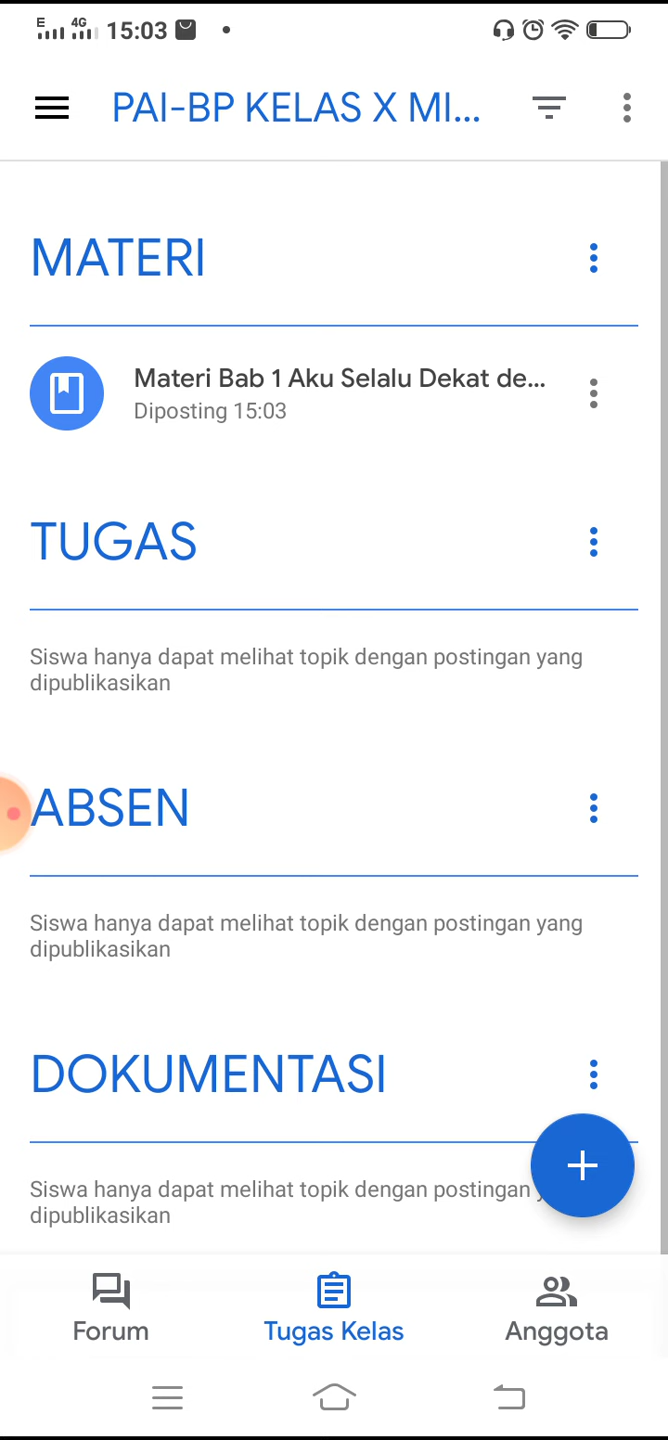 E 4G 15:03
PAI-BP KELAS X MI...
MATERI
Materi Bab 1 Aku Selalu Dekat de...
Diposting 15:03
TUGAS
Siswa hanya dapat melihat topik dengan postingan yang
dipublikasikan
ABSEN
Siswa hanya dapat melihat topik dengan postingan yang
dipublikasikan
DOKUMENTASI
Siswa hanya dapat melihat topik dengan postingan
dipublikasikan
Forum
Tugas Kelas
Anggota